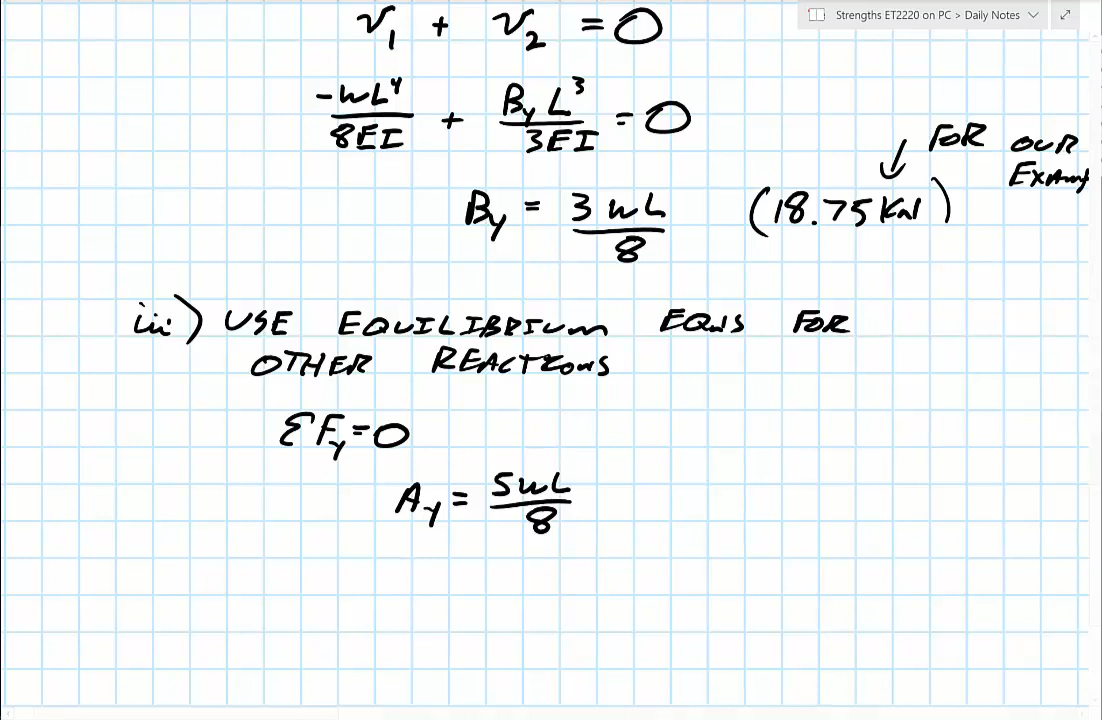 Strengths ET2220 on PC > Daily Notes
v₁ + v₂ = 0
-wL⁴/8EI + ByL³/3EI = 0
FOR OUR
By = 3wL/8 (18.75 kN)
iii) USE EQUILIBRIUM EQNS FOR
OTHER REACTIONS
ΣFy=0
Ay = 5wL/8